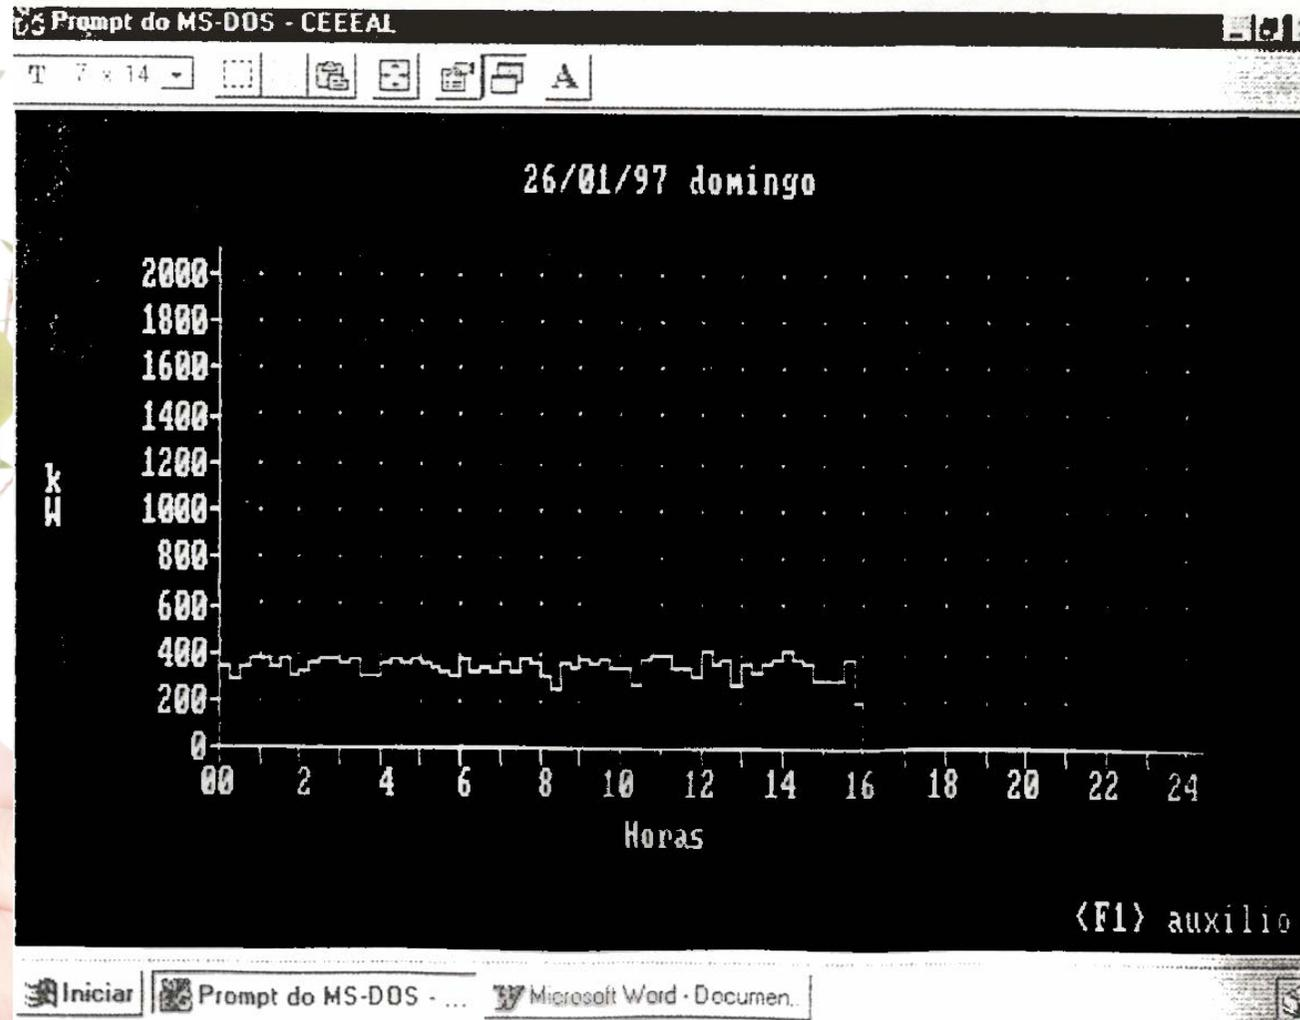 Prompt do MS-DOS - CEEEAL
T 7 x 14
A
26/01/97 domingo
2000
1800
1600
1400
1200
kW
1000
800
600
400
200
0
00 2 4 6 8 10 12 14 16 18 20 22 24
Horas
<F1> auxilio
Iniciar Prompt do MS-DOS - ... Microsoft Word - Documen..